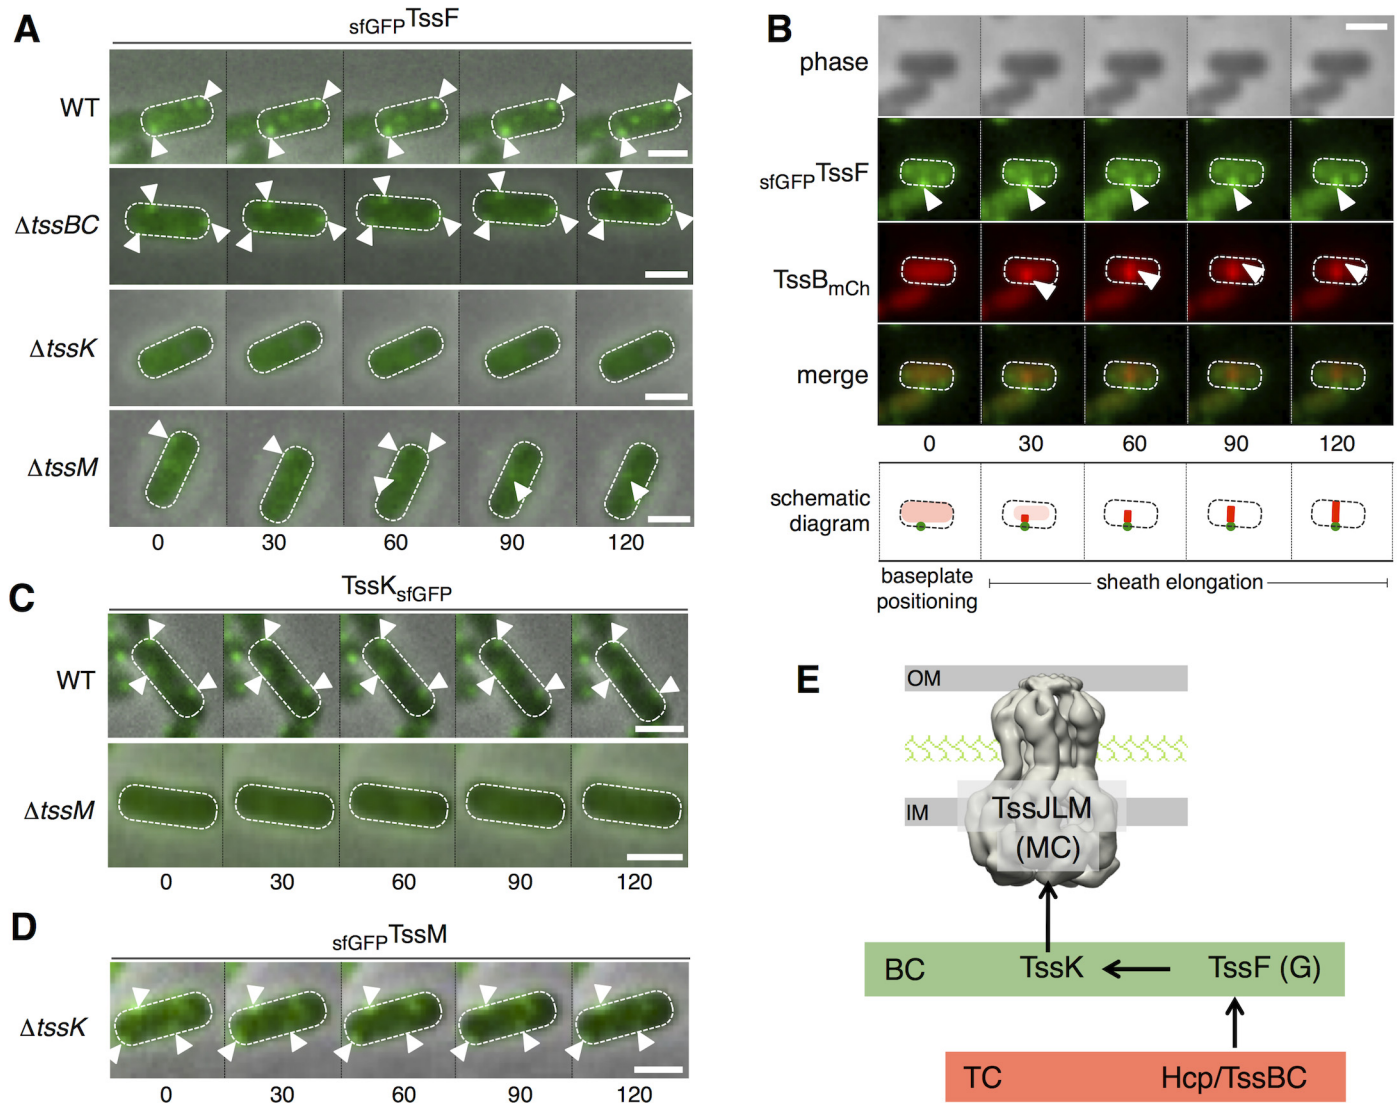 A
sfGFPTssF
WT
ΔtssBC
ΔtssK
ΔtssM
0 30 60 90 120
B
phase
sfGFPTssF
TssBmCh
merge
0 30 60 90 120
schematic
diagram
baseplate
positioning
sheath elongation
C
TssKsfGFP
WT
ΔtssM
0 30 60 90 120
D
sfGFPTssM
ΔtssK
0 30 60 90 120
E
OM
IM
TssJLM
(MC)
BC TssK TssF (G)
TC Hcp/TssBC